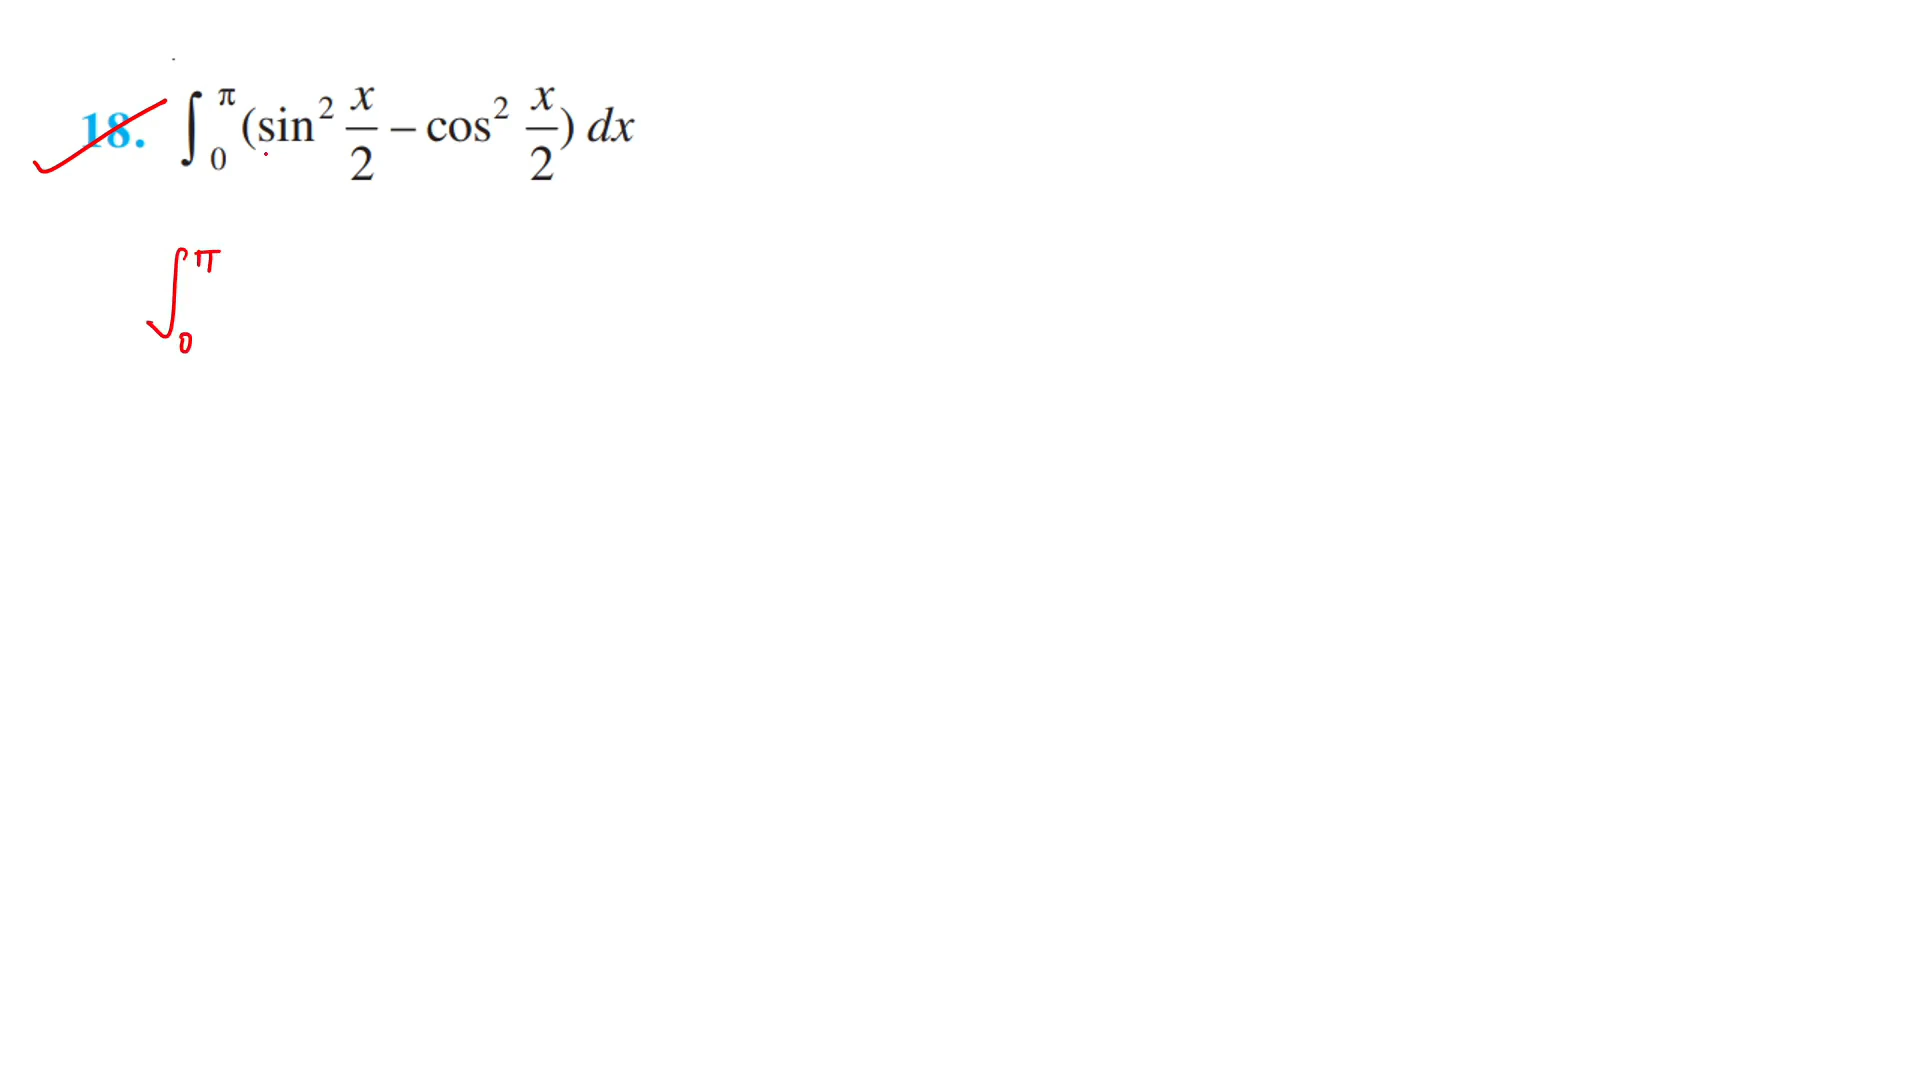 18. ∫₀^π (sin² x/2 – cos² x/2) dx
∫₀^π